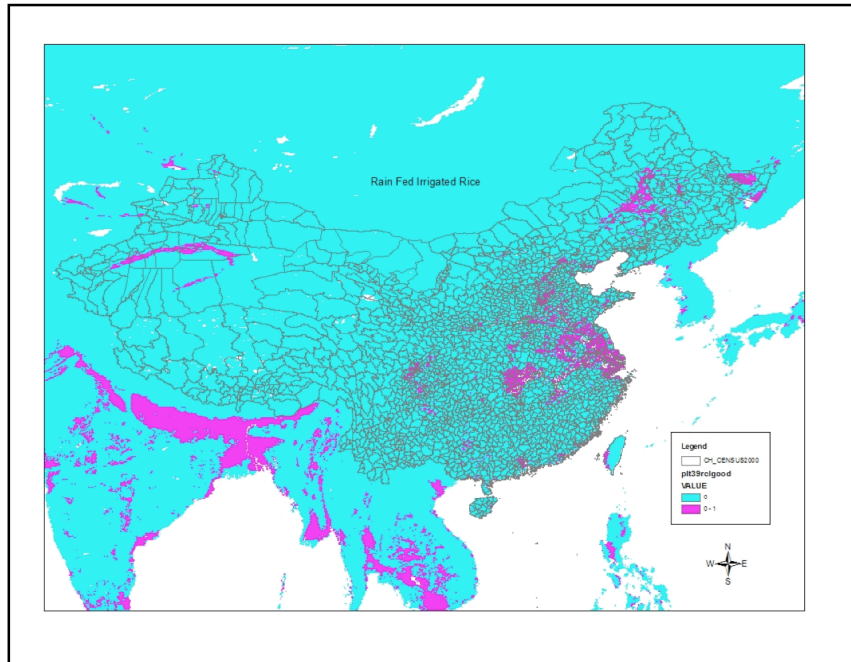 Rain Fed Irrigated Rice
Legend
CH_CENSUS2000
plt39rclgood
VALUE
0
0 - 1
N
W E
S